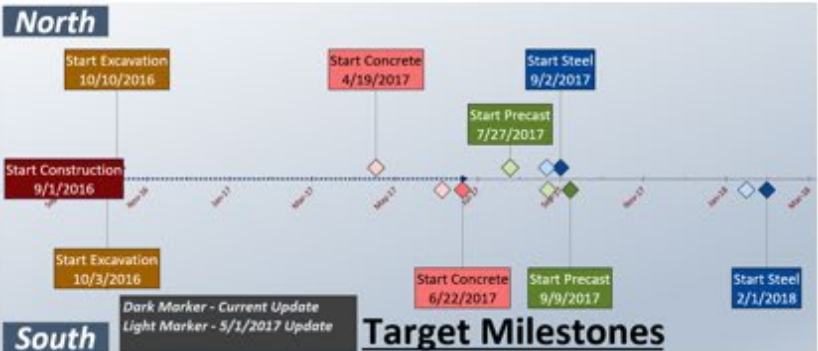 North
Start Excavation
10/10/2016
Start Concrete
4/19/2017
Start Steel
9/2/2017
Start Precast
7/27/2017
Start Construction
9/1/2016
Nov-16
Jan-17
Mar-17
May-17
Nov-17
Jan-18
Mar-18
Start Excavation
10/3/2016
Start Concrete
6/22/2017
Start Precast
9/9/2017
Start Steel
2/1/2018
Dark Marker - Current Update
Light Marker - 5/1/2017 Update
Target Milestones
South